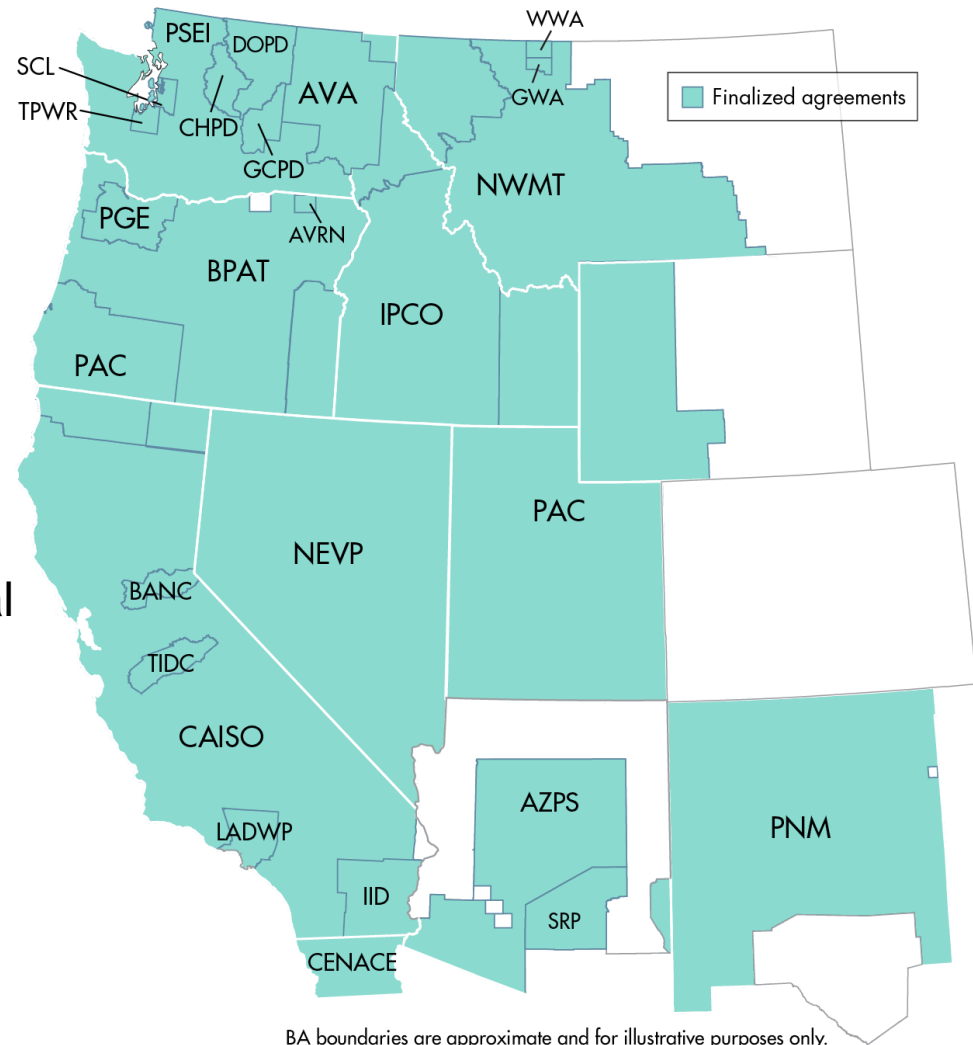 WWA
PSEI
DOPD
SCL
AVA
GWA
Finalized agreements
TPWR
CHPD
GCPD
NWMT
PGE
AVRN
BPAT
IPCO
PAC
PAC
NEVP
BANC
TIDC
CAISO
AZPS
LADWP
PNM
IID
SRP
CENACE
BA boundaries are approximate and for illustrative purposes only.